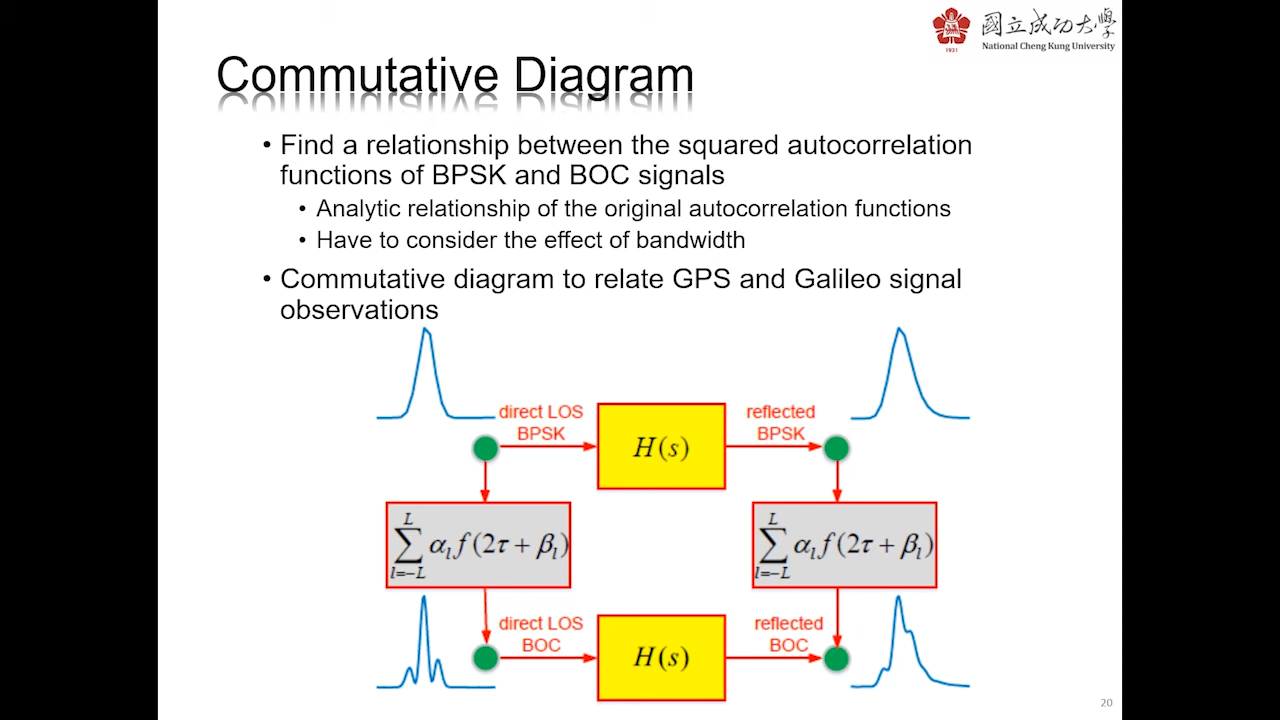 國立成功大學
National Cheng Kung University
1931
Commutative Diagram
• Find a relationship between the squared autocorrelation
functions of BPSK and BOC signals
• Analytic relationship of the original autocorrelation functions
• Have to consider the effect of bandwidth
• Commutative diagram to relate GPS and Galileo signal
observations
direct LOS
BPSK
H(s)
reflected
BPSK
L
∑ αl f(2τ + βl)
l=-L
L
∑ αl f(2τ + βl)
l=-L
direct LOS
BOC
H(s)
reflected
BOC
20